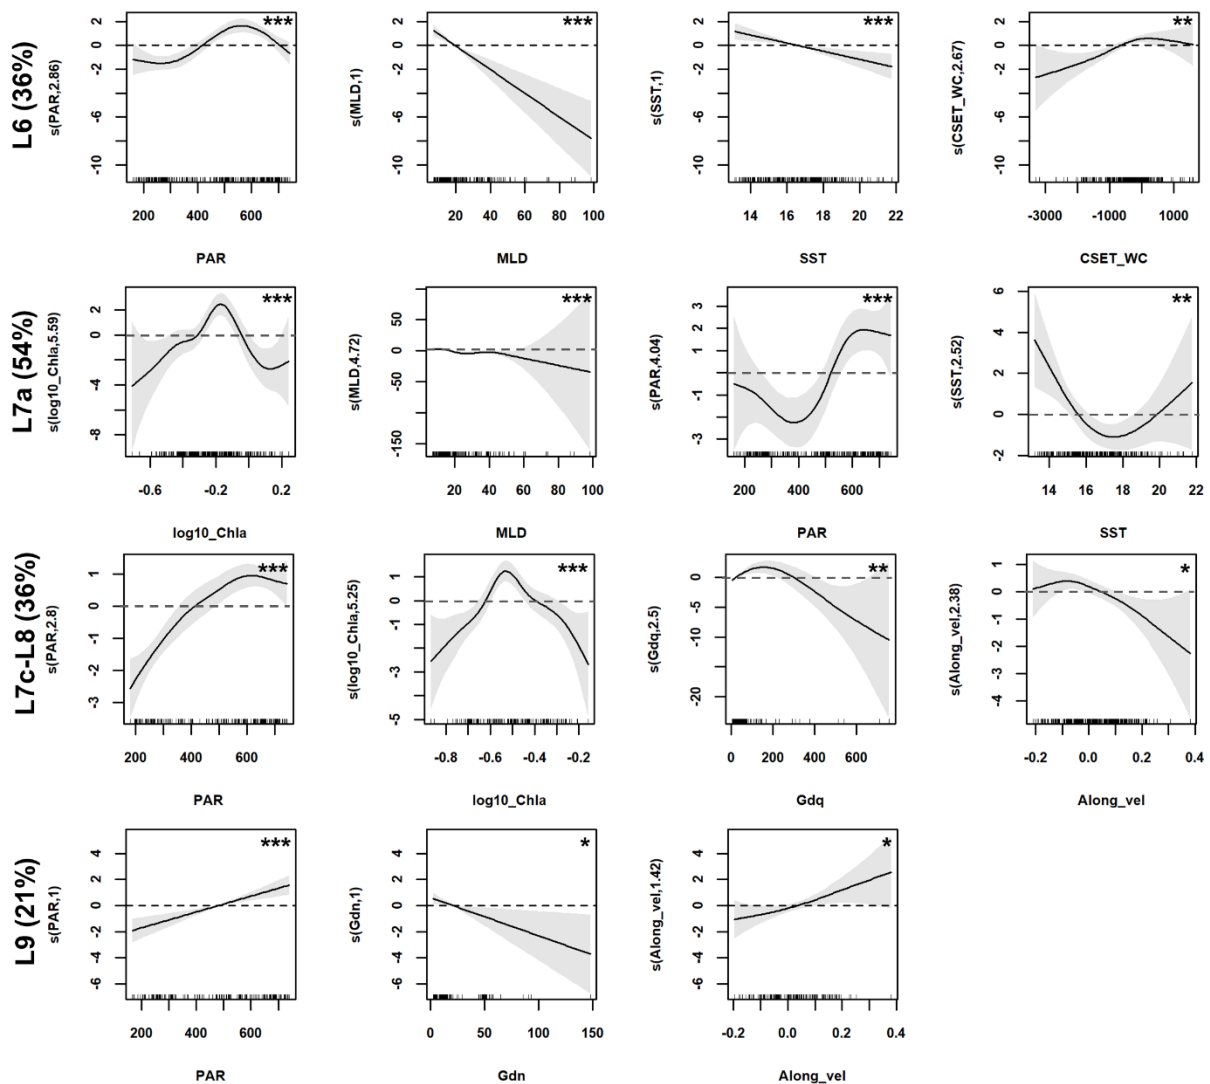 L6 (36%)
s(PAR,2.86)
2
0
-2
-6
-10
***
200 400 600
PAR
s(MLD,1)
2
0
-2
-6
-10
***
20 40 60 80 100
MLD
s(SST,1)
2
0
-2
-6
-10
***
14 16 18 20 22
SST
s(CSET_WC,2.67)
2
0
-2
-6
-10
**
-3000 -1000 1000
CSET_WC
L7a (54%)
s(log10_Chla,5.59)
2
0
-4
-8
***
-0.6 -0.2 0.2
log10_Chla
s(MLD,4.72)
50
0
-50
-150
***
20 40 60 80 100
MLD
s(PAR,4.04)
3
2
1
-1
-3
***
200 400 600
PAR
s(SST,2.52)
6
4
2
0
-2
**
14 16 18 20 22
SST
L7c-L8 (36%)
s(PAR,2.8)
1
0
-1
-2
-3
***
200 400 600
PAR
s(log10_Chla,5.25)
1
0
-1
-3
-5
***
-0.8 -0.6 -0.4 -0.2
log10_Chla
s(Gdq,2.5)
0
-5
-10
-20
**
0 200 400 600
Gdq
s(Along_vel,2.38)
1
0
-1
-2
-3
-4
*
-0.2 0.0 0.2 0.4
Along_vel
L9 (21%)
s(PAR,1)
4
2
0
-2
-4
-6
***
200 400 600
PAR
s(Gdn,1)
4
2
0
-2
-4
-6
*
0 50 100 150
Gdn
s(Along_vel,1.42)
4
2
0
-2
-4
-6
*
-0.2 0.0 0.2 0.4
Along_vel